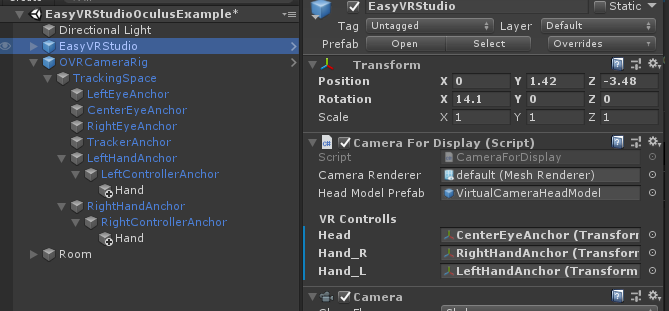 EasyVRStudioOculusExample*
Directional Light
EasyVRStudio
OVRCameraRig
TrackingSpace
LeftEyeAnchor
CenterEyeAnchor
RightEyeAnchor
TrackerAnchor
LeftHandAnchor
LeftControllerAnchor
Hand
RightHandAnchor
RightControllerAnchor
Hand
Room
EasyVRStudio Static
Tag Untagged Layer Default
Prefab Open Select Overrides
Transform
Position X 0 Y 1.42 Z -3.48
Rotation X 14.1 Y 0 Z 0
Scale X 1 Y 1 Z 1
Camera For Display (Script)
Script CameraForDisplay
Camera Renderer default (Mesh Renderer)
Head Model Prefab VirtualCameraHeadModel
VR Controlls
Head CenterEyeAnchor (Transform
Hand_R RightHandAnchor (Transform
Hand_L LeftHandAnchor (Transform
Camera